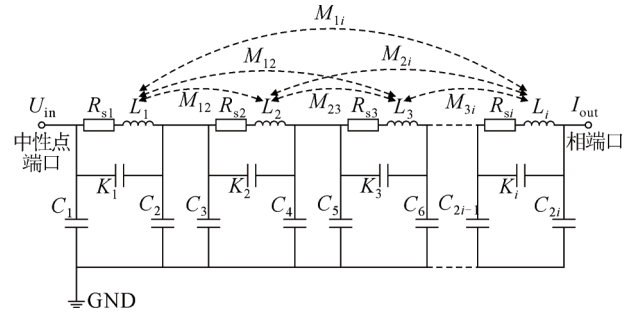 M1i
M12
M2i
M12
M23
M3i
Uin
Rs1
L1
Rs2
L2
Rs3
L3
Rsi
Li
Iout
中性点
端口
相端口
K1
K2
K3
Ki
C1
C2
C3
C4
C5
C6
C2i−1
C2i
GND